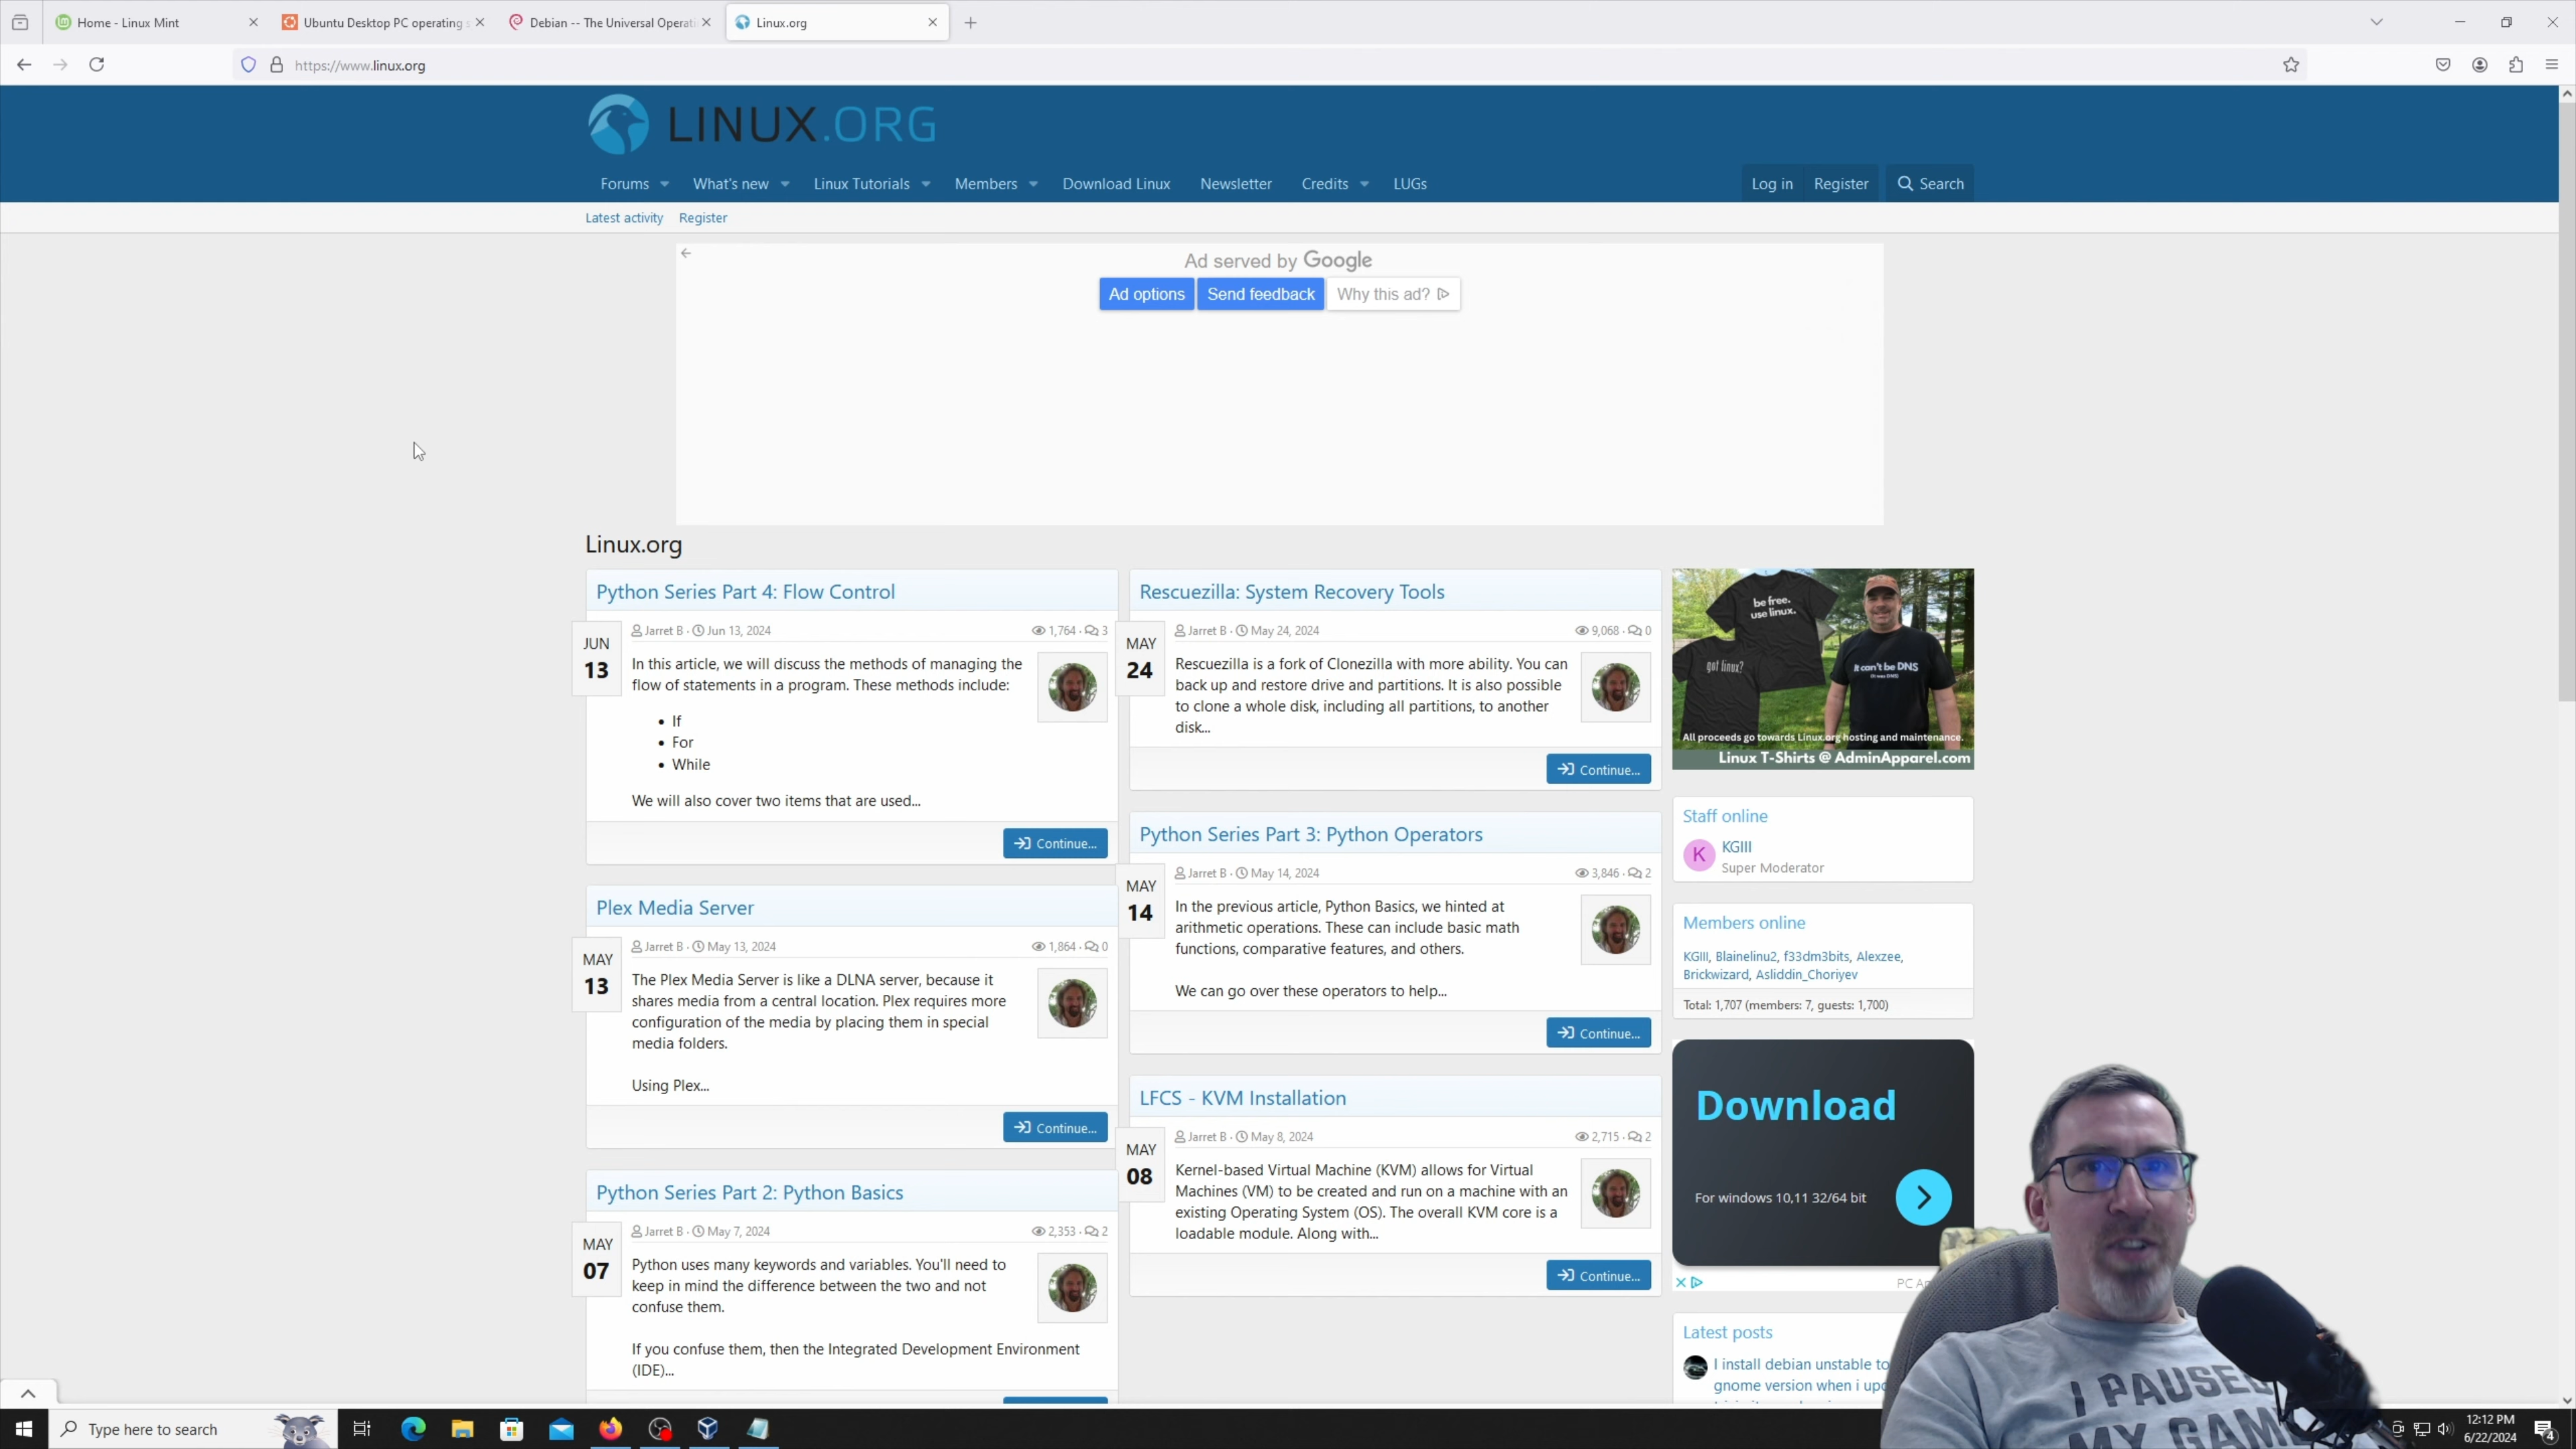 Home - Linux Mint
Ubuntu Desktop PC operating s
Debian -- The Universal Operati
Linux.org
https://www.linux.org
LINUX.ORG
Forums What's new Linux Tutorials Members Download Linux Newsletter Credits LUGs Log in Register Search
Latest activity Register
Ad served by Google
Ad options Send feedback Why this ad?
Linux.org
Python Series Part 4: Flow Control
JUN
13
Jarret B · Jun 13, 2024 1,764 · 3
In this article, we will discuss the methods of managing the
flow of statements in a program. These methods include:
• If
• For
• While
We will also cover two items that are used...
Continue...
Plex Media Server
MAY
13
Jarret B · May 13, 2024 1,864 · 0
The Plex Media Server is like a DLNA server, because it
shares media from a central location. Plex requires more
configuration of the media by placing them in special
media folders.
Using Plex...
Continue...
Python Series Part 2: Python Basics
MAY
07
Jarret B · May 7, 2024 2,353 · 2
Python uses many keywords and variables. You'll need to
keep in mind the difference between the two and not
confuse them.
If you confuse them, then the Integrated Development Environment
(IDE)...
Rescuezilla: System Recovery Tools
MAY
24
Jarret B · May 24, 2024 9,068 · 0
Rescuezilla is a fork of Clonezilla with more ability. You can
back up and restore drive and partitions. It is also possible
to clone a whole disk, including all partitions, to another
disk...
Continue...
Python Series Part 3: Python Operators
MAY
14
Jarret B · May 14, 2024 3,846 · 2
In the previous article, Python Basics, we hinted at
arithmetic operations. These can include basic math
functions, comparative features, and others.
We can go over these operators to help...
Continue...
LFCS - KVM Installation
MAY
08
Jarret B · May 8, 2024 2,715 · 2
Kernel-based Virtual Machine (KVM) allows for Virtual
Machines (VM) to be created and run on a machine with an
existing Operating System (OS). The overall KVM core is a
loadable module. Along with...
Continue...
be free.
use linux.
got linux?
it can't be DNS
(it was DNS)
All proceeds go towards Linux.org hosting and maintenance.
Linux T-Shirts @ AdminApparel.com
Staff online
K
KGIII
Super Moderator
Members online
KGIII, Blainelinu2, f33dm3bits, Alexzee,
Brickwizard, Asliddin_Choriyev
Total: 1,707 (members: 7, guests: 1,700)
Download
For windows 10,11 32/64 bit
PC
Latest posts
I install debian unstable to
gnome version when i
I PAUSED
MY GAM
Type here to search
12:12 PM
6/22/2024
4